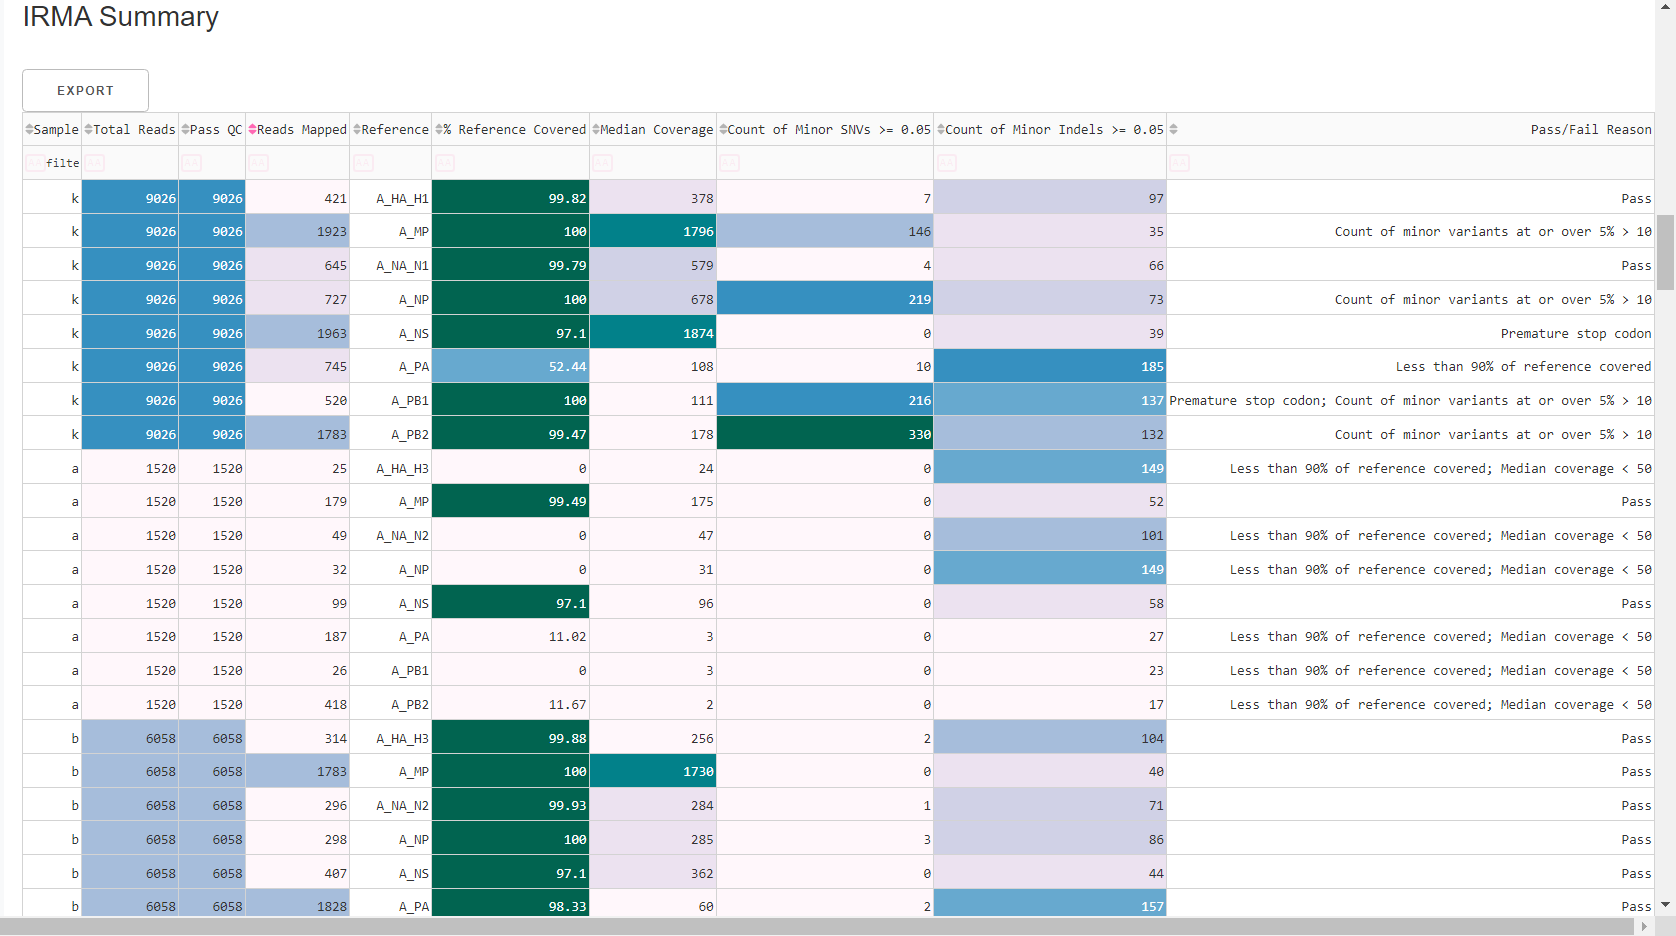 IRMA Summary
EXPORT
Sample Total Reads Pass QC Reads Mapped Reference % Reference Covered Median Coverage Count of Minor SNVs >= 0.05 Count of Minor Indels >= 0.05 Pass/Fail Reason
filte
k 9026 9026 421 A_HA_H1 99.82 378 7 97 Pass
k 9026 9026 1923 A_MP 100 1796 146 35 Count of minor variants at or over 5% > 10
k 9026 9026 645 A_NA_N1 99.79 579 4 66 Pass
k 9026 9026 727 A_NP 100 678 219 73 Count of minor variants at or over 5% > 10
k 9026 9026 1963 A_NS 97.1 1874 0 39 Premature stop codon
k 9026 9026 745 A_PA 52.44 108 10 185 Less than 90% of reference covered
k 9026 9026 520 A_PB1 100 111 216 137 Premature stop codon; Count of minor variants at or over 5% > 10
k 9026 9026 1783 A_PB2 99.47 178 330 132 Count of minor variants at or over 5% > 10
a 1520 1520 25 A_HA_H3 0 24 0 149 Less than 90% of reference covered; Median coverage < 50
a 1520 1520 179 A_MP 99.49 175 0 52 Pass
a 1520 1520 49 A_NA_N2 0 47 0 101 Less than 90% of reference covered; Median coverage < 50
a 1520 1520 32 A_NP 0 31 0 149 Less than 90% of reference covered; Median coverage < 50
a 1520 1520 99 A_NS 97.1 96 0 58 Pass
a 1520 1520 187 A_PA 11.02 3 0 27 Less than 90% of reference covered; Median coverage < 50
a 1520 1520 26 A_PB1 0 3 0 23 Less than 90% of reference covered; Median coverage < 50
a 1520 1520 418 A_PB2 11.67 2 0 17 Less than 90% of reference covered; Median coverage < 50
b 6058 6058 314 A_HA_H3 99.88 256 2 104 Pass
b 6058 6058 1783 A_MP 100 1730 0 40 Pass
b 6058 6058 296 A_NA_N2 99.93 284 1 71 Pass
b 6058 6058 298 A_NP 100 285 3 86 Pass
b 6058 6058 407 A_NS 97.1 362 0 44 Pass
b 6058 6058 1828 A_PA 98.33 60 2 157 Pass